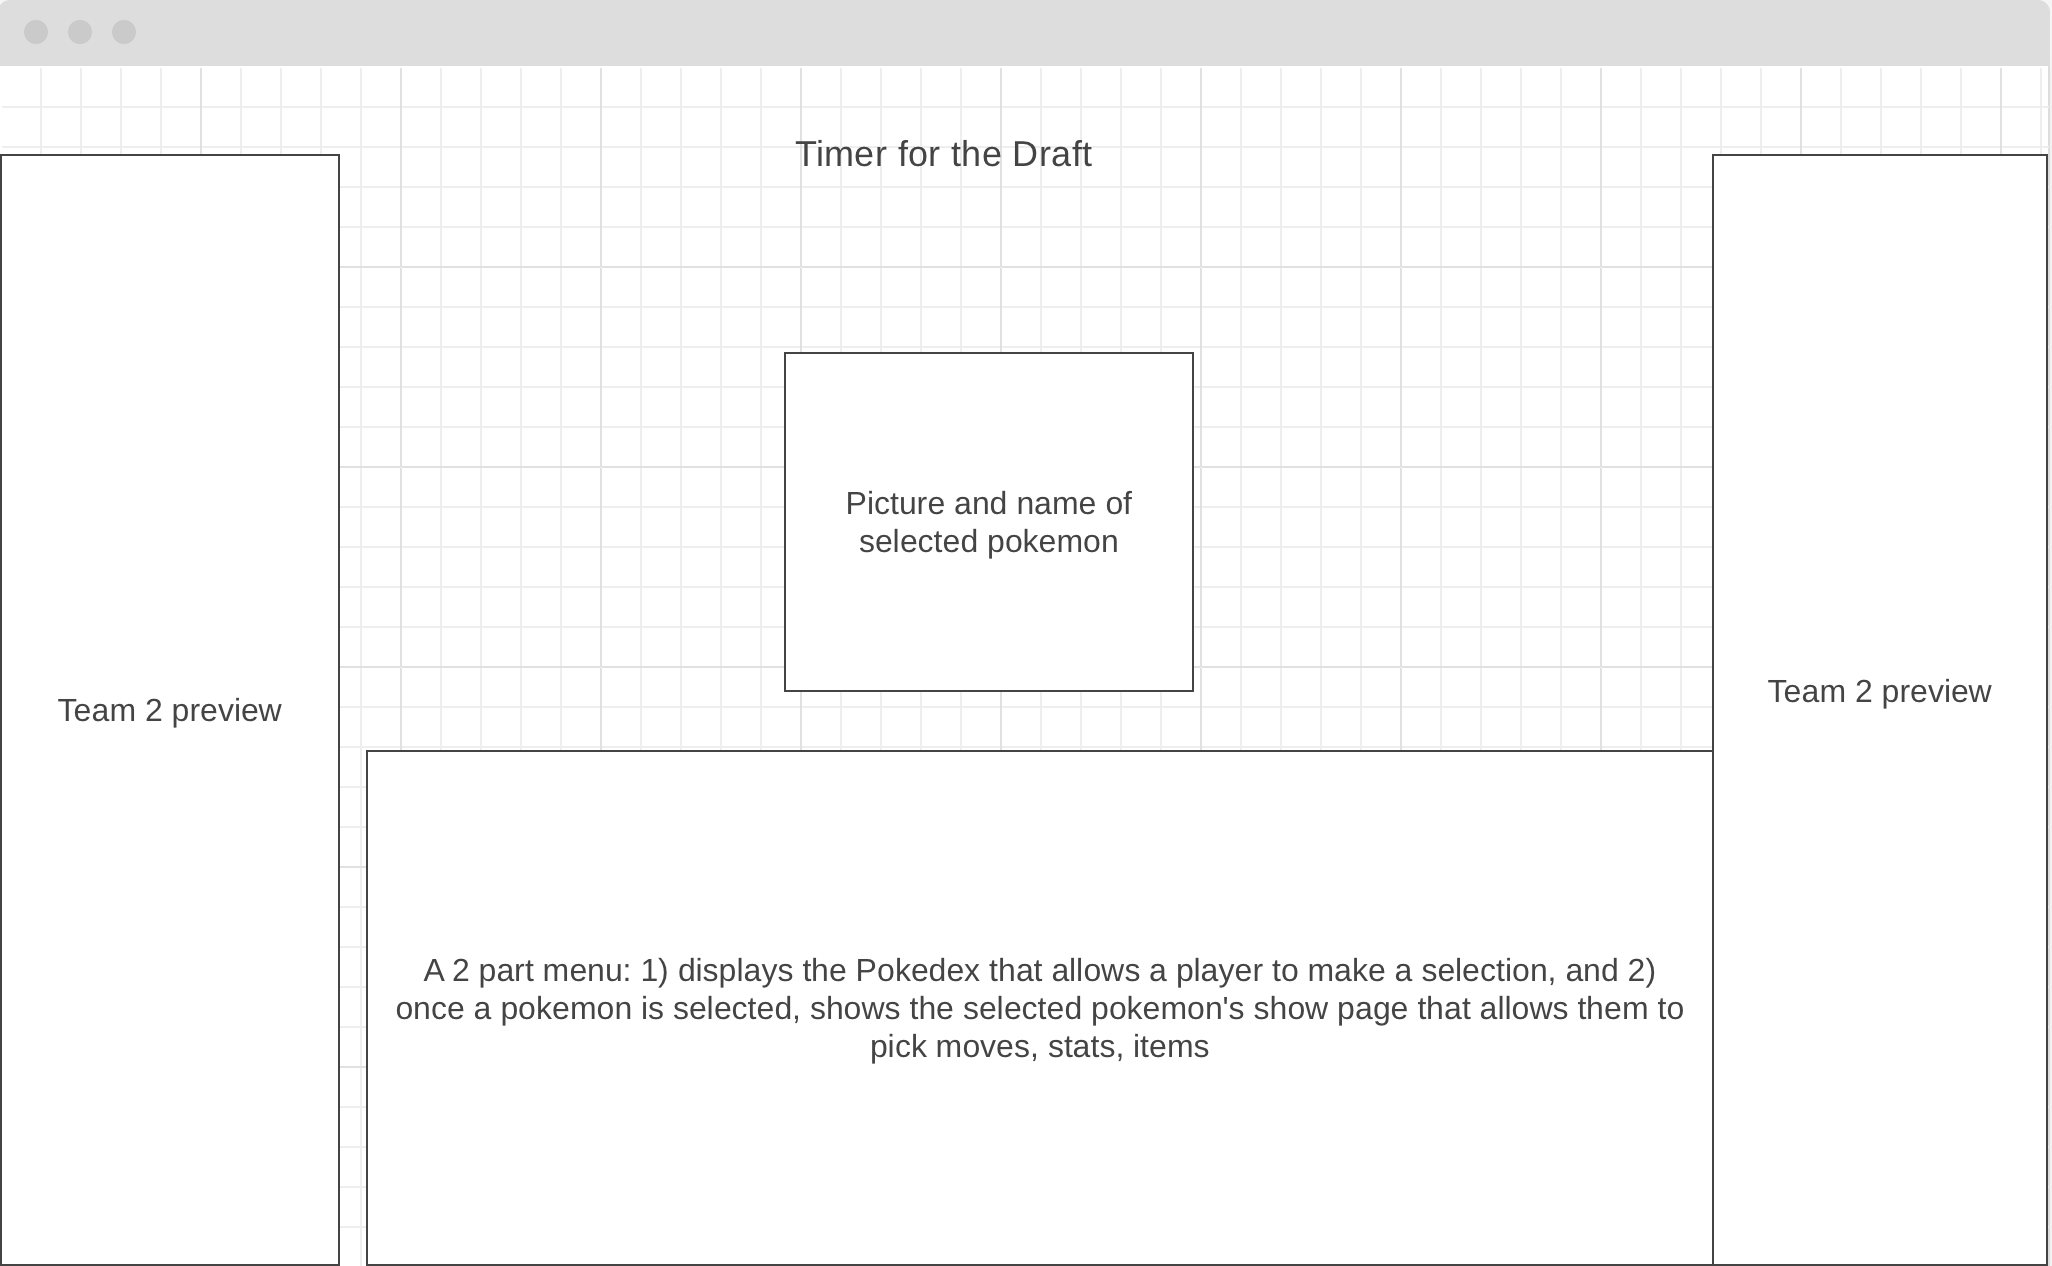 Timer for the Draft
Picture and name of
selected pokemon
Team 2 preview
Team 2 preview
A 2 part menu: 1) displays the Pokedex that allows a player to make a selection, and 2)
once a pokemon is selected, shows the selected pokemon's show page that allows them to
pick moves, stats, items